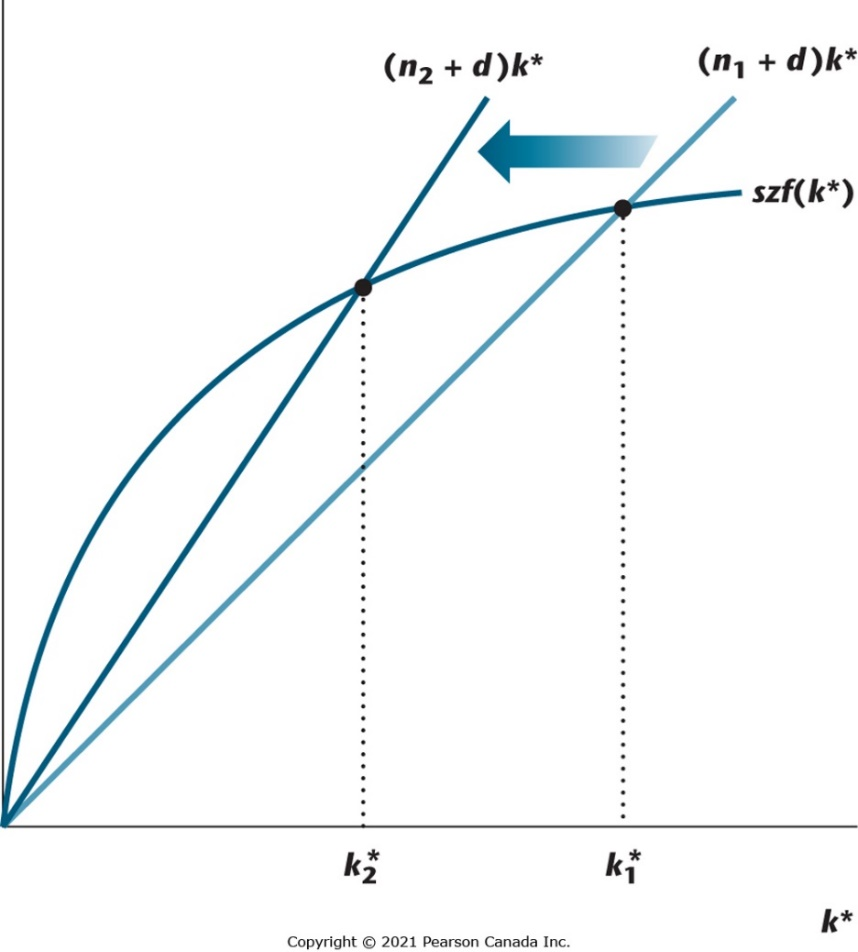 (n₂ + d)k*
(n₁ + d)k*
szf(k*)
k₂*
k₁*
k*
Copyright © 2021 Pearson Canada Inc.